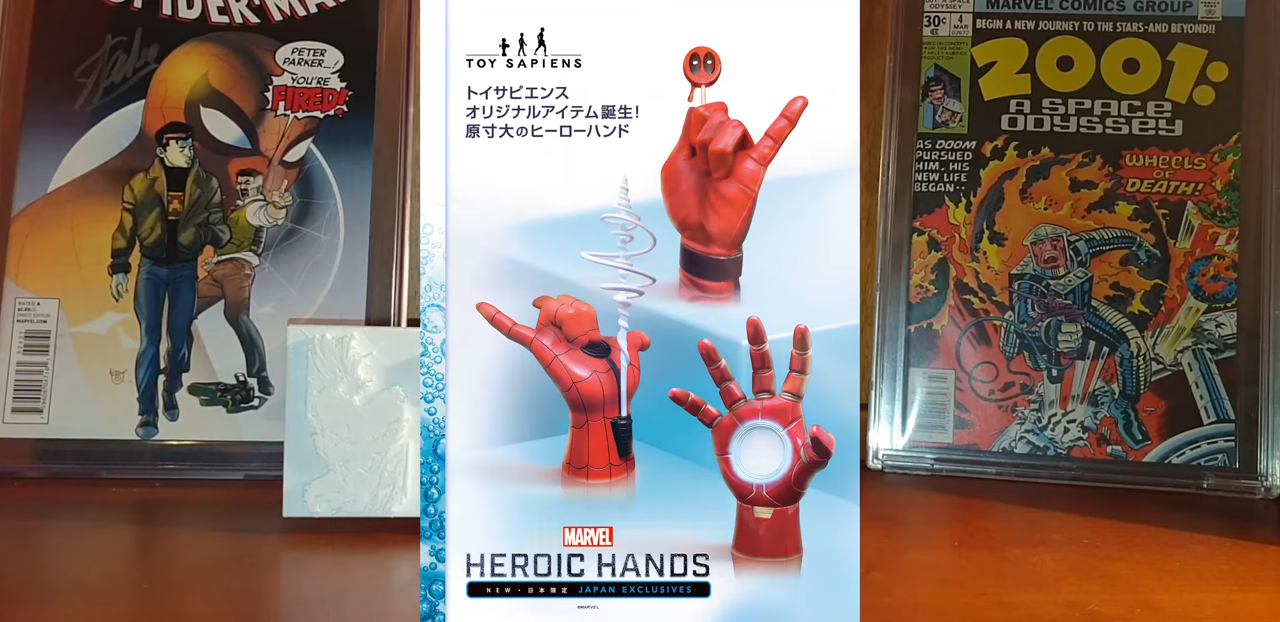 SPIDER-MAN
PETER
PARKER...!
YOU'RE
FIRED!
RATED A
MARVEL.COM
TOY SAPIENS
トイサピエンス
オリジナルアイテム誕生!
原寸大のヒーローハンド
MARVEL
HEROIC HANDS
NEW・日本限定 JAPAN EXCLUSIVES
©MARVEL
MARVEL COMICS GROUP
30¢
4
MAR
02672
BEGIN A NEW JOURNEY TO THE STARS-AND BEYOND!!
2001:
A SPACE
ODYSSEY
AS DOOM
PURSUED
HIM, HIS
NEW LIFE
BEGAN--
WHEELS
OF
DEATH!